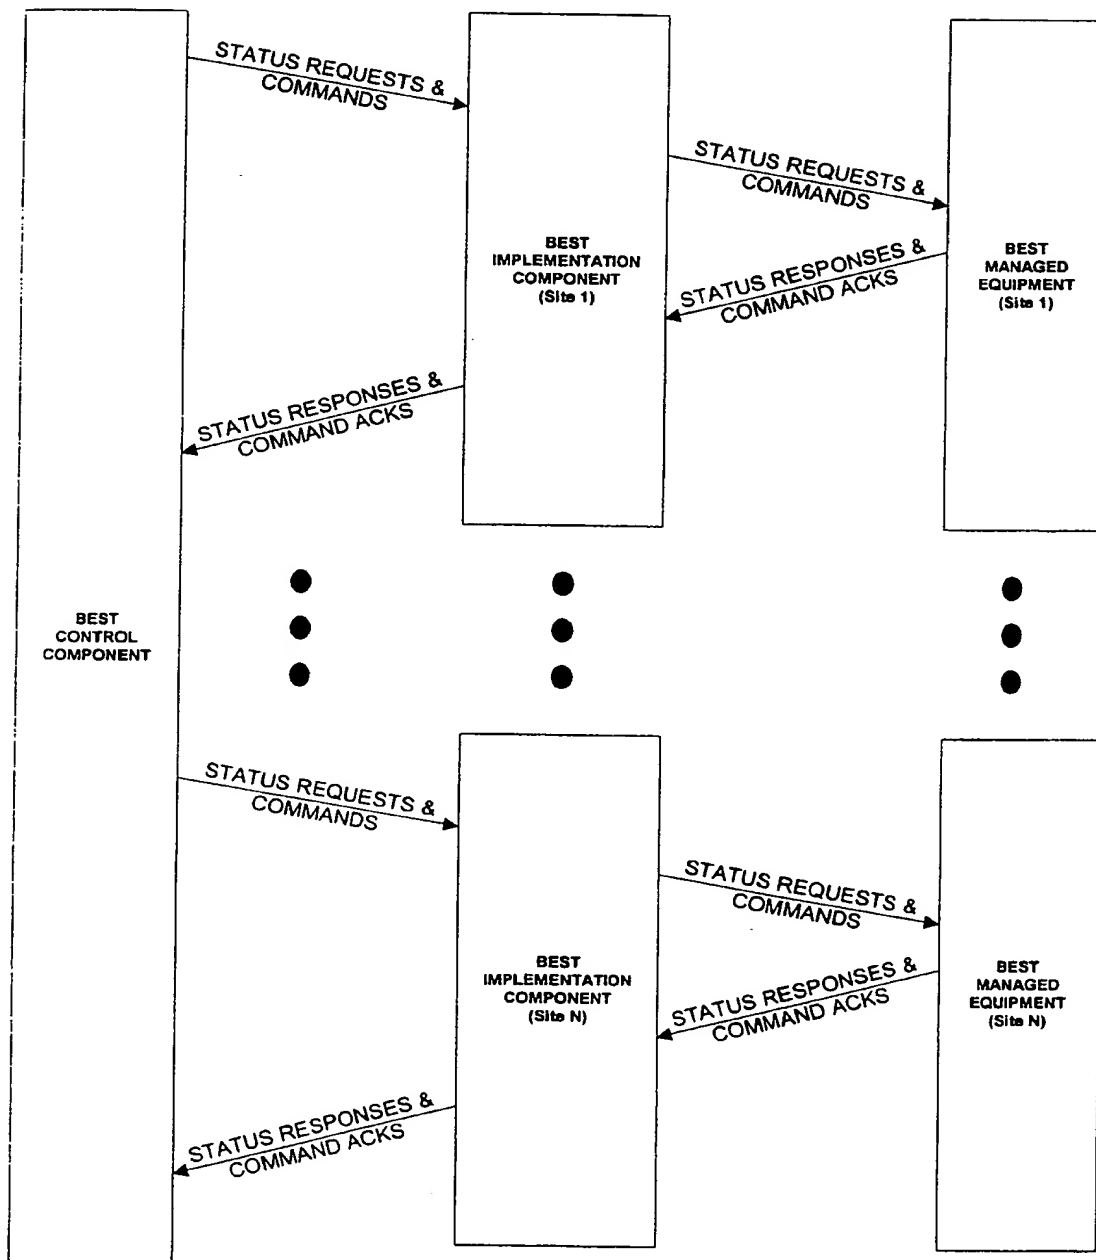 STATUS REQUESTS &
COMMANDS
STATUS REQUESTS &
COMMANDS
BEST
IMPLEMENTATION
COMPONENT
(Site 1)
BEST
MANAGED
EQUIPMENT
(Site 1)
STATUS RESPONSES &
COMMAND ACKS
STATUS RESPONSES &
COMMAND ACKS
BEST
CONTROL
COMPONENT
STATUS REQUESTS &
COMMANDS
STATUS REQUESTS &
COMMANDS
BEST
IMPLEMENTATION
COMPONENT
(Site N)
BEST
MANAGED
EQUIPMENT
(Site N)
STATUS RESPONSES &
COMMAND ACKS
STATUS RESPONSES &
COMMAND ACKS